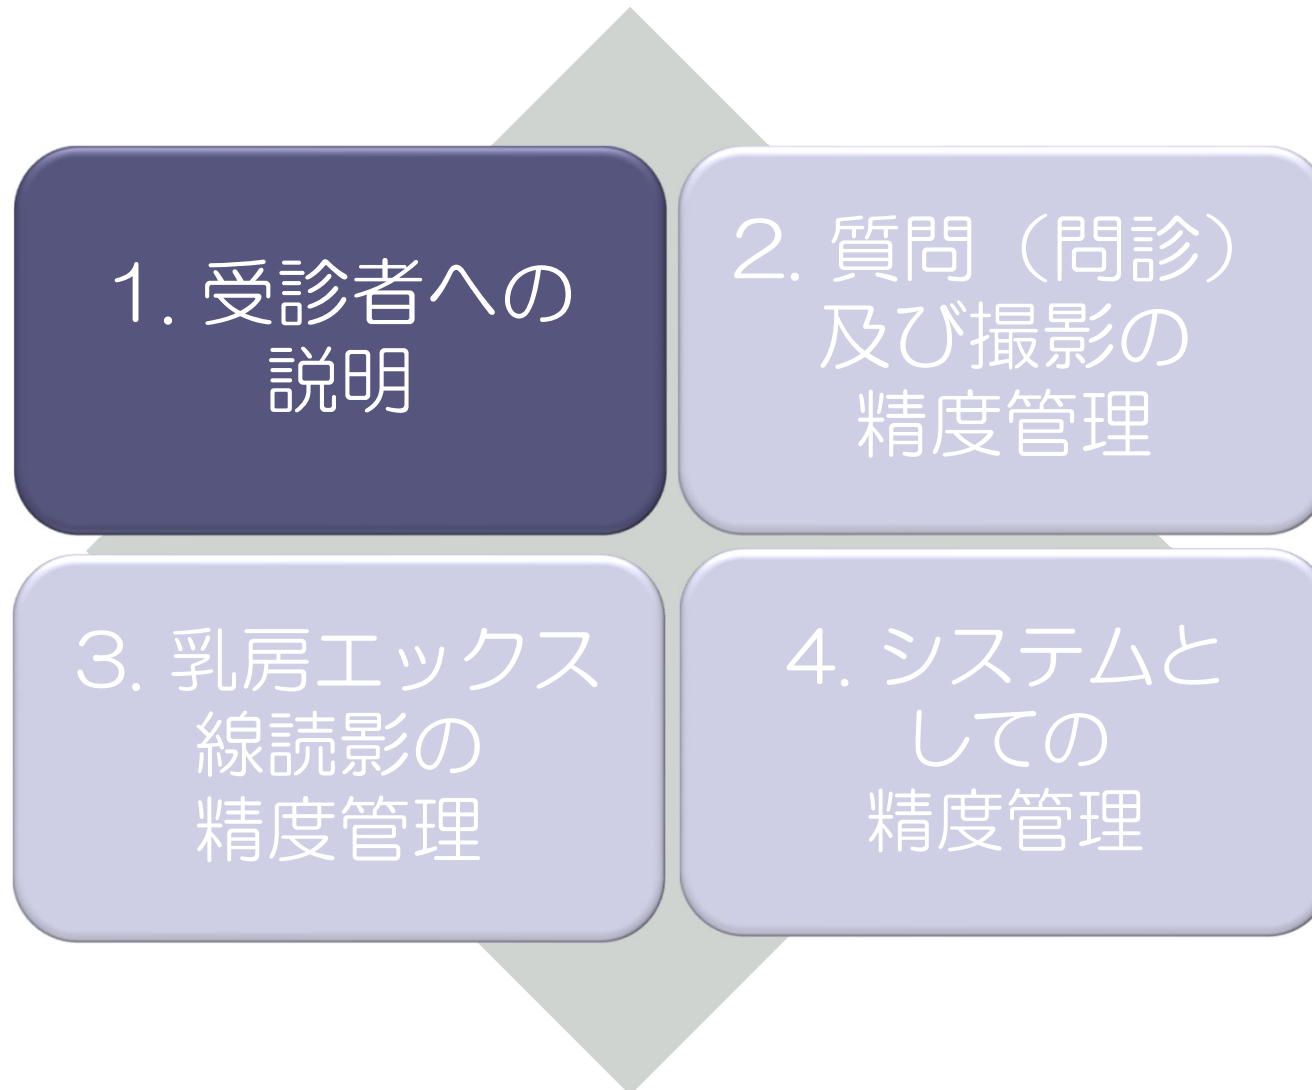 1. 受診者への
説明
2. 質問（問診）
及び撮影の
精度管理
3. 乳房エックス
線読影の
精度管理
4. システムと
しての
精度管理